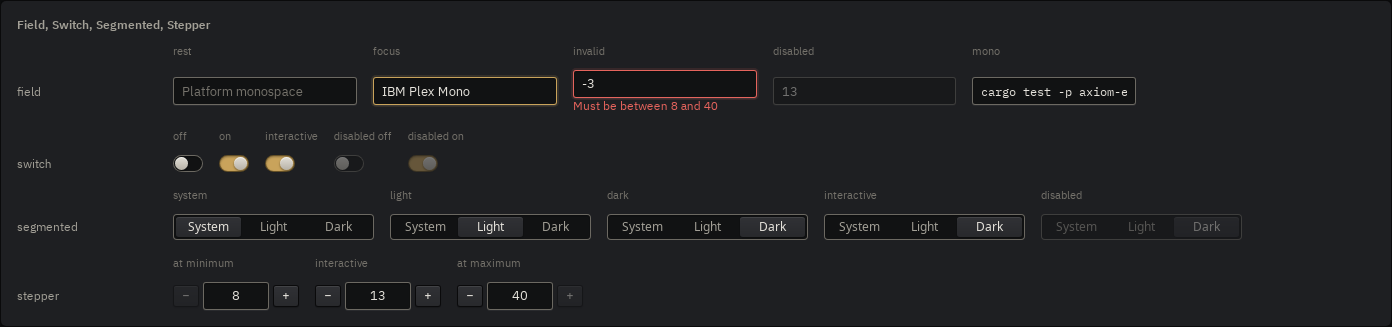 Field, Switch, Segmented, Stepper
rest focus invalid disabled mono
field Platform monospace IBM Plex Mono -3 13 cargo test -p axiom-e
Must be between 8 and 40
off on interactive disabled off disabled on
switch
system light dark interactive disabled
segmented System Light Dark System Light Dark System Light Dark System Light Dark System Light Dark
at minimum interactive at maximum
stepper − 8 + − 13 + − 40 +